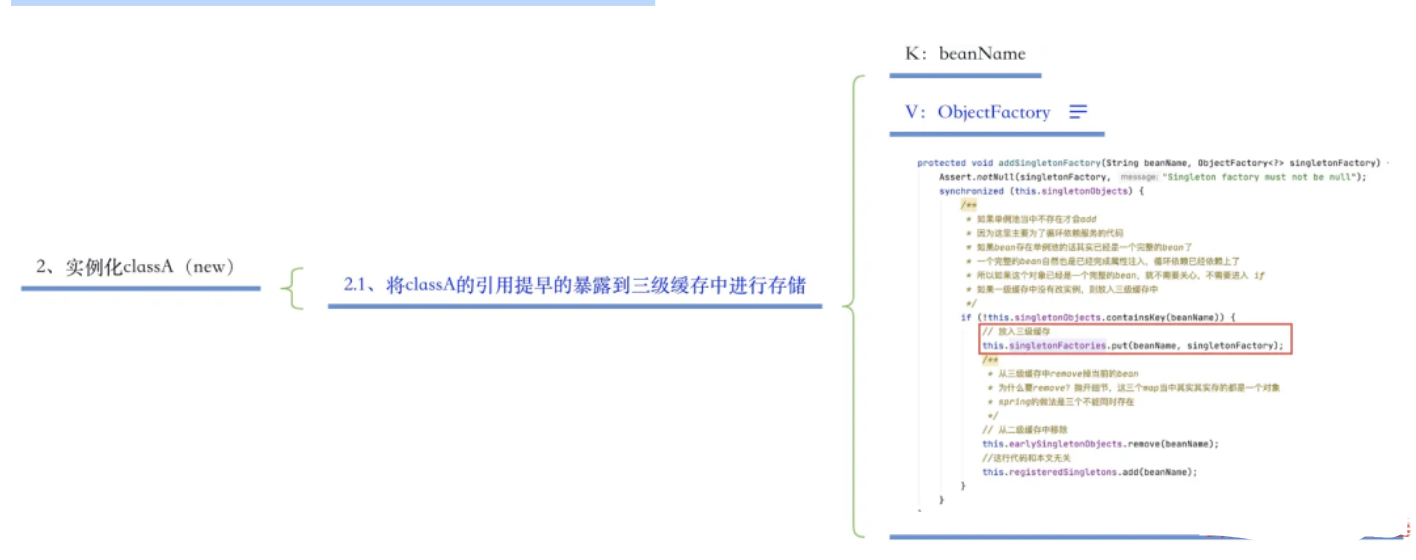 K：beanName
V：ObjectFactory
protected void addSingletonFactory(String beanName, ObjectFactory<?> singletonFactory)
Assert.notNull(singletonFactory, message: "Singleton factory must not be null");
synchronized (this.singletonObjects) {
/**
* 如果单例池当中不存在才会add
* 因为这里主要为了循环依赖服务的代码
* 如果bean存在单例池的话其实已经是一个完整的bean了
* 一个完整的bean自然也是已经完成属性注入，循环依赖已经依赖上了
* 所以如果这个对象已经是一个完整的bean，就不需要关心，不需要进入 if
* 如果一级缓存中没有改实例，则放入三级缓存中
*/
if (!this.singletonObjects.containsKey(beanName)) {
// 放入三级缓存
this.singletonFactories.put(beanName, singletonFactory);
/**
* 从三级缓存中remove掉当前的bean
* 为什么要remove？抛开细节，这三个map当中其实其实存的都是一个对象
* spring的做法是三个不能同时存在
*/
// 从二级缓存中移除
this.earlySingletonObjects.remove(beanName);
//这行代码和本文无关
this.registeredSingletons.add(beanName);
}
}
2、实例化classA（new）
2.1、将classA的引用提早的暴露到三级缓存中进行存储